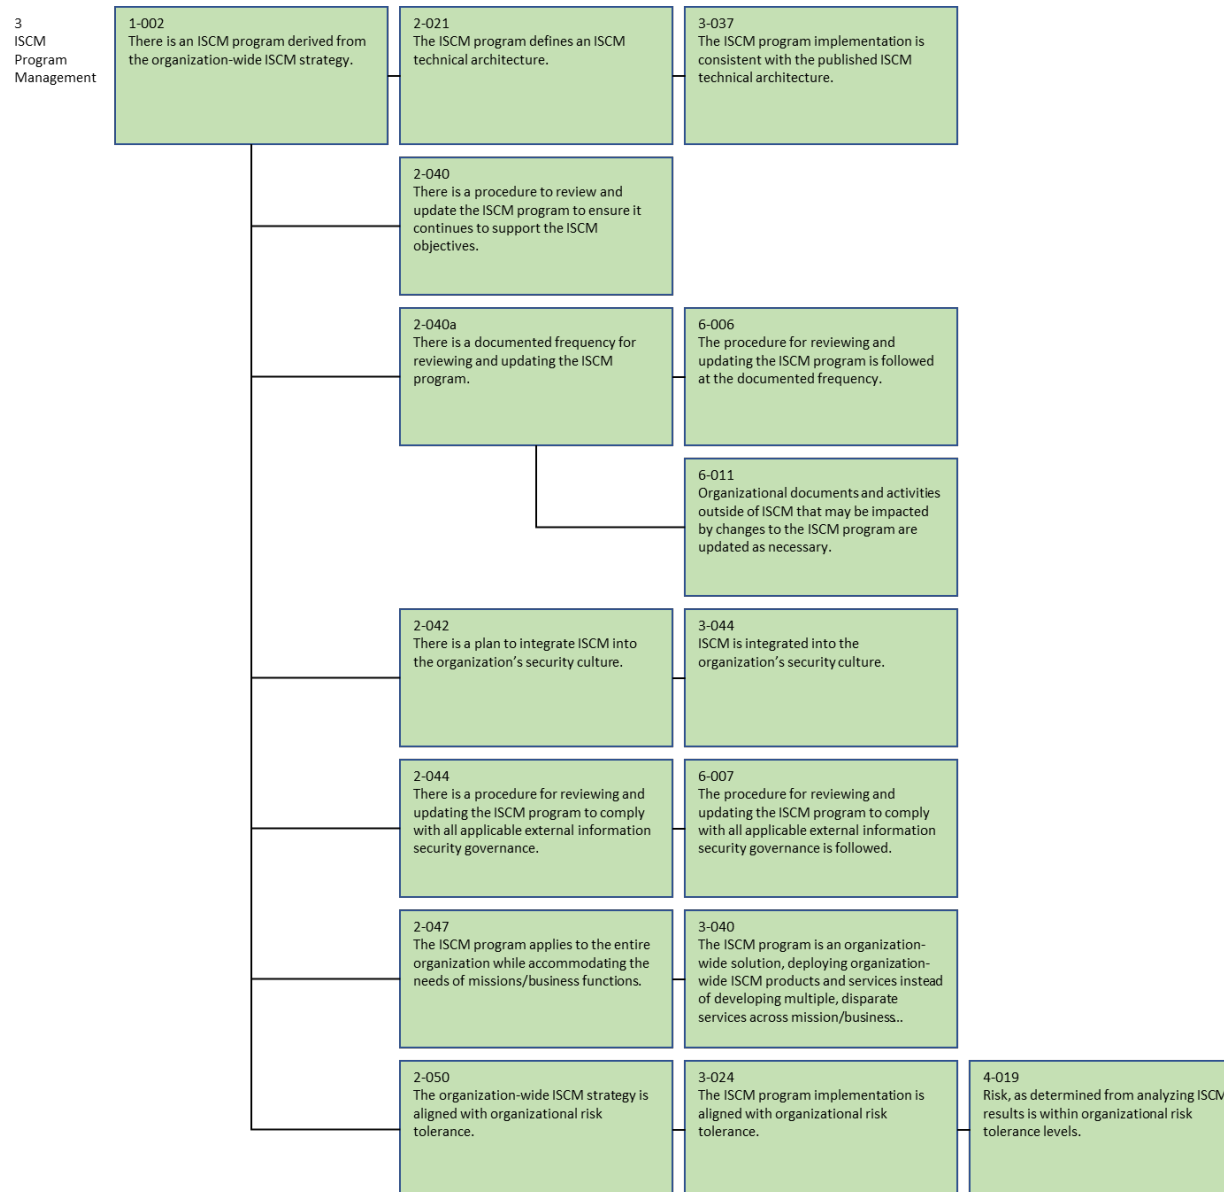 3
ISCM
Program
Management
1-002
There is an ISCM program derived from
the organization-wide ISCM strategy.
2-021
The ISCM program defines an ISCM
technical architecture.
3-037
The ISCM program implementation is
consistent with the published ISCM
technical architecture.
2-040
There is a procedure to review and
update the ISCM program to ensure it
continues to support the ISCM
objectives.
2-040a
There is a documented frequency for
reviewing and updating the ISCM
program.
6-006
The procedure for reviewing and
updating the ISCM program is followed
at the documented frequency.
6-011
Organizational documents and activities
outside of ISCM that may be impacted
by changes to the ISCM program are
updated as necessary.
2-042
There is a plan to integrate ISCM into
the organization’s security culture.
3-044
ISCM is integrated into the
organization’s security culture.
2-044
There is a procedure for reviewing and
updating the ISCM program to comply
with all applicable external information
security governance.
6-007
The procedure for reviewing and
updating the ISCM program to comply
with all applicable external information
security governance is followed.
2-047
The ISCM program applies to the entire
organization while accommodating the
needs of missions/business functions.
3-040
The ISCM program is an organization-
wide solution, deploying organization-
wide ISCM products and services instead
of developing multiple, disparate
services across mission/business…
2-050
The organization-wide ISCM strategy is
aligned with organizational risk
tolerance.
3-024
The ISCM program implementation is
aligned with organizational risk
tolerance.
4-019
Risk, as determined from analyzing ISCM
results is within organizational risk
tolerance levels.